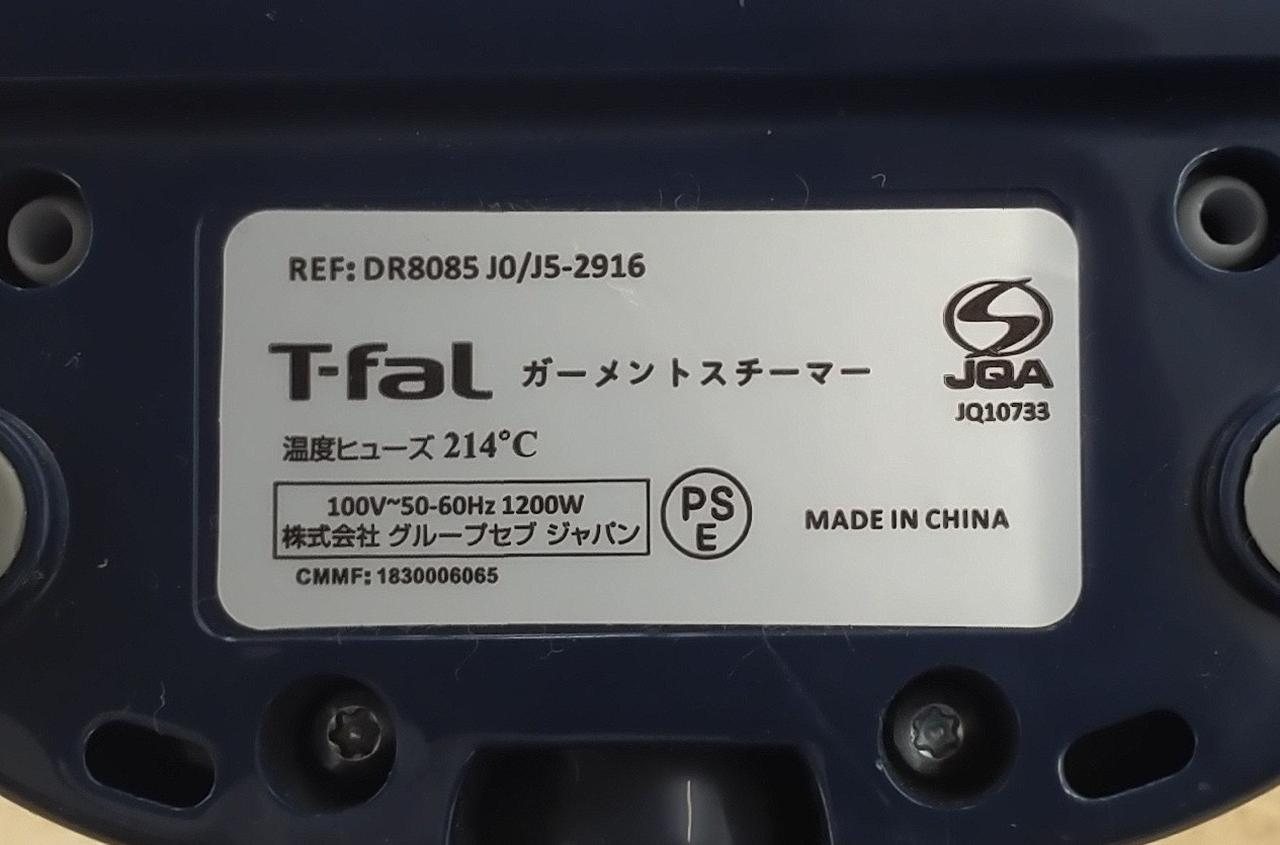 REF: DR8085 J0/J5-2916
JQA
JQ10733
T-fal ガーメントスチーマー
温度ヒューズ 214°C
100V~50-60Hz 1200W
株式会社 グループセブ ジャパン
PS
E
MADE IN CHINA
CMMF: 1830006065